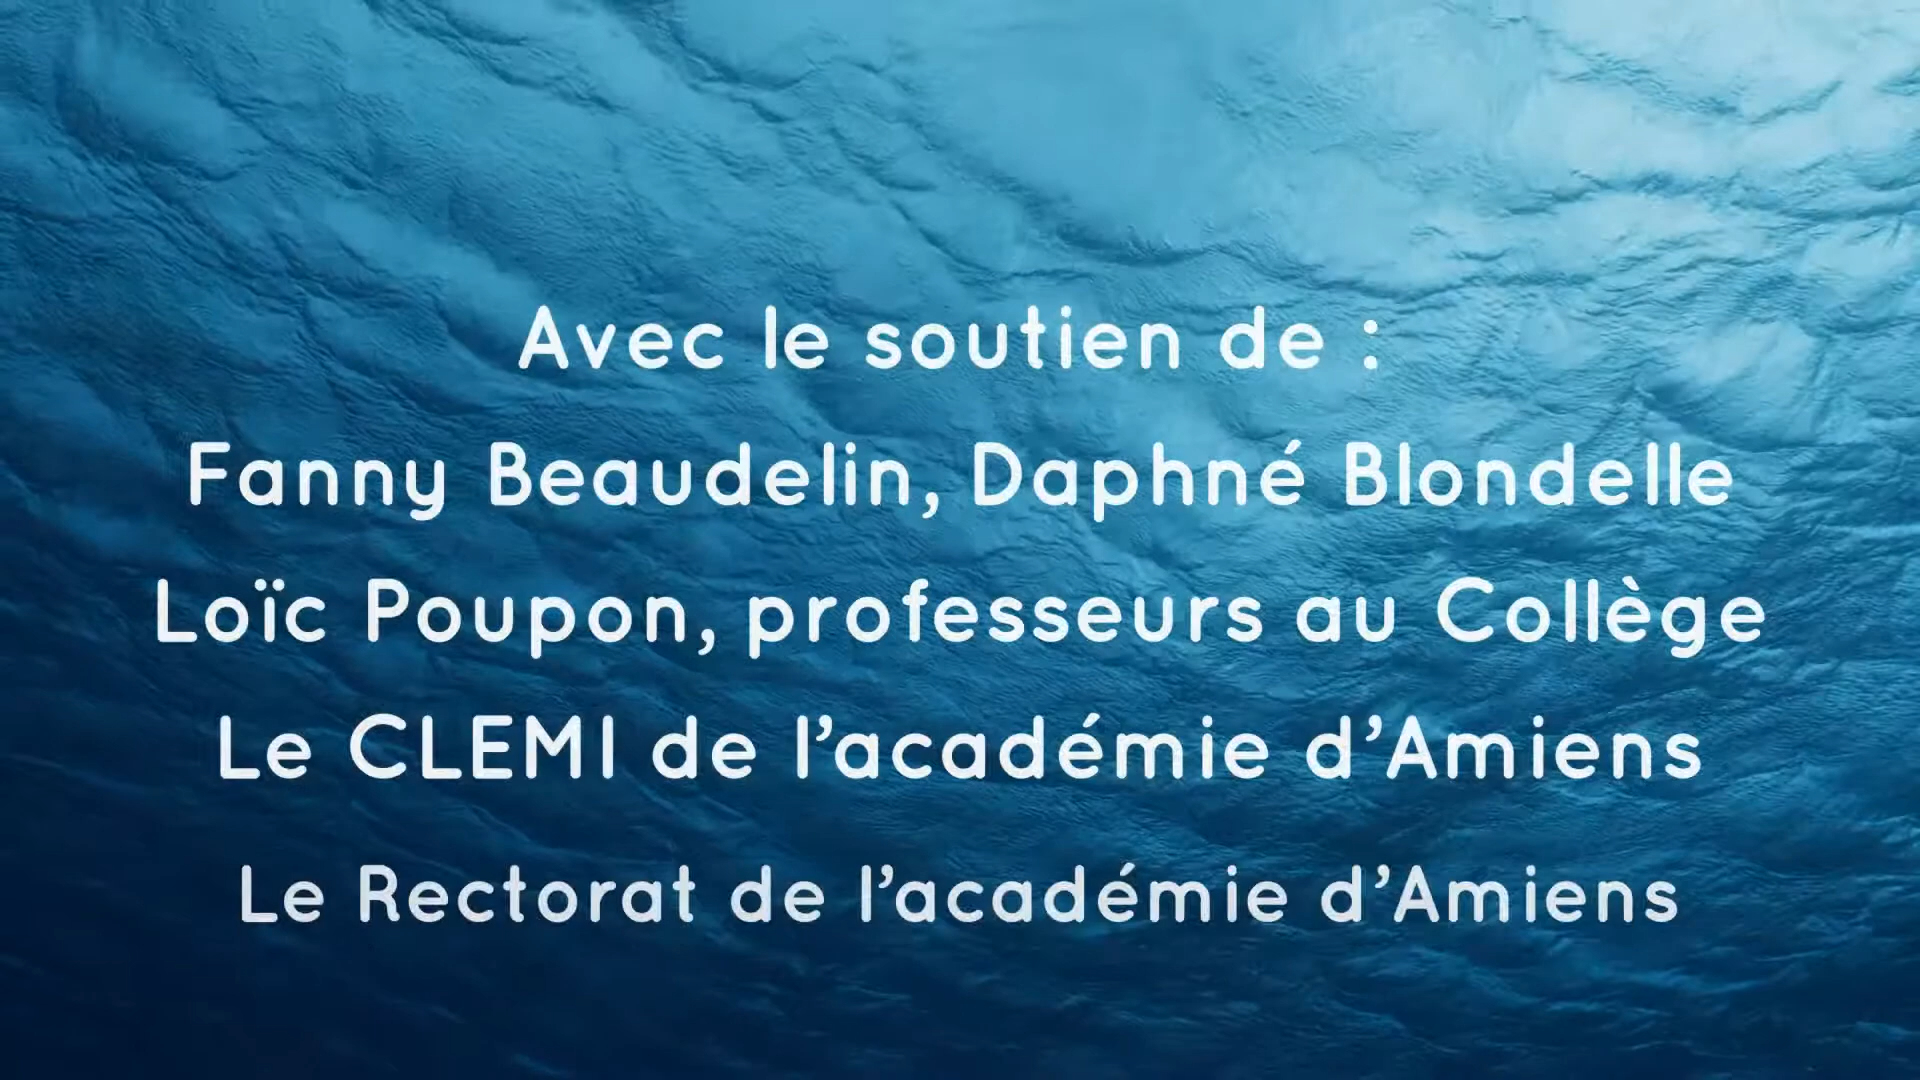 Avec le soutien de :
Fanny Beaudelin, Daphné Blondelle
Loïc Poupon, professeurs au Collège
Le CLEMI de l’académie d’Amiens
Le Rectorat de l’académie d’Amiens